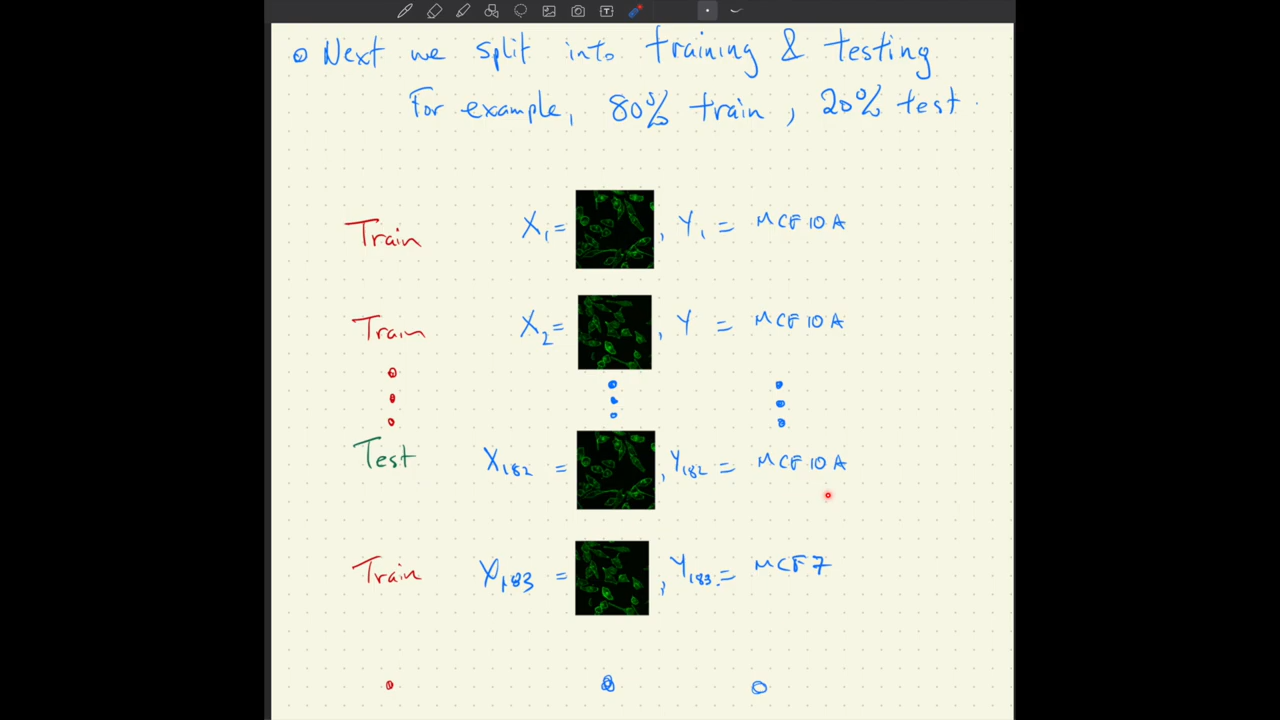 Next we split into training & testing
For example, 80% train, 20% test.
Train X1= , Y1 = MCF10A
Train X2= , Y = MCF10A
Test X182 = , Y182 = MCF10A
Train X183 = , Y183 = MCF7